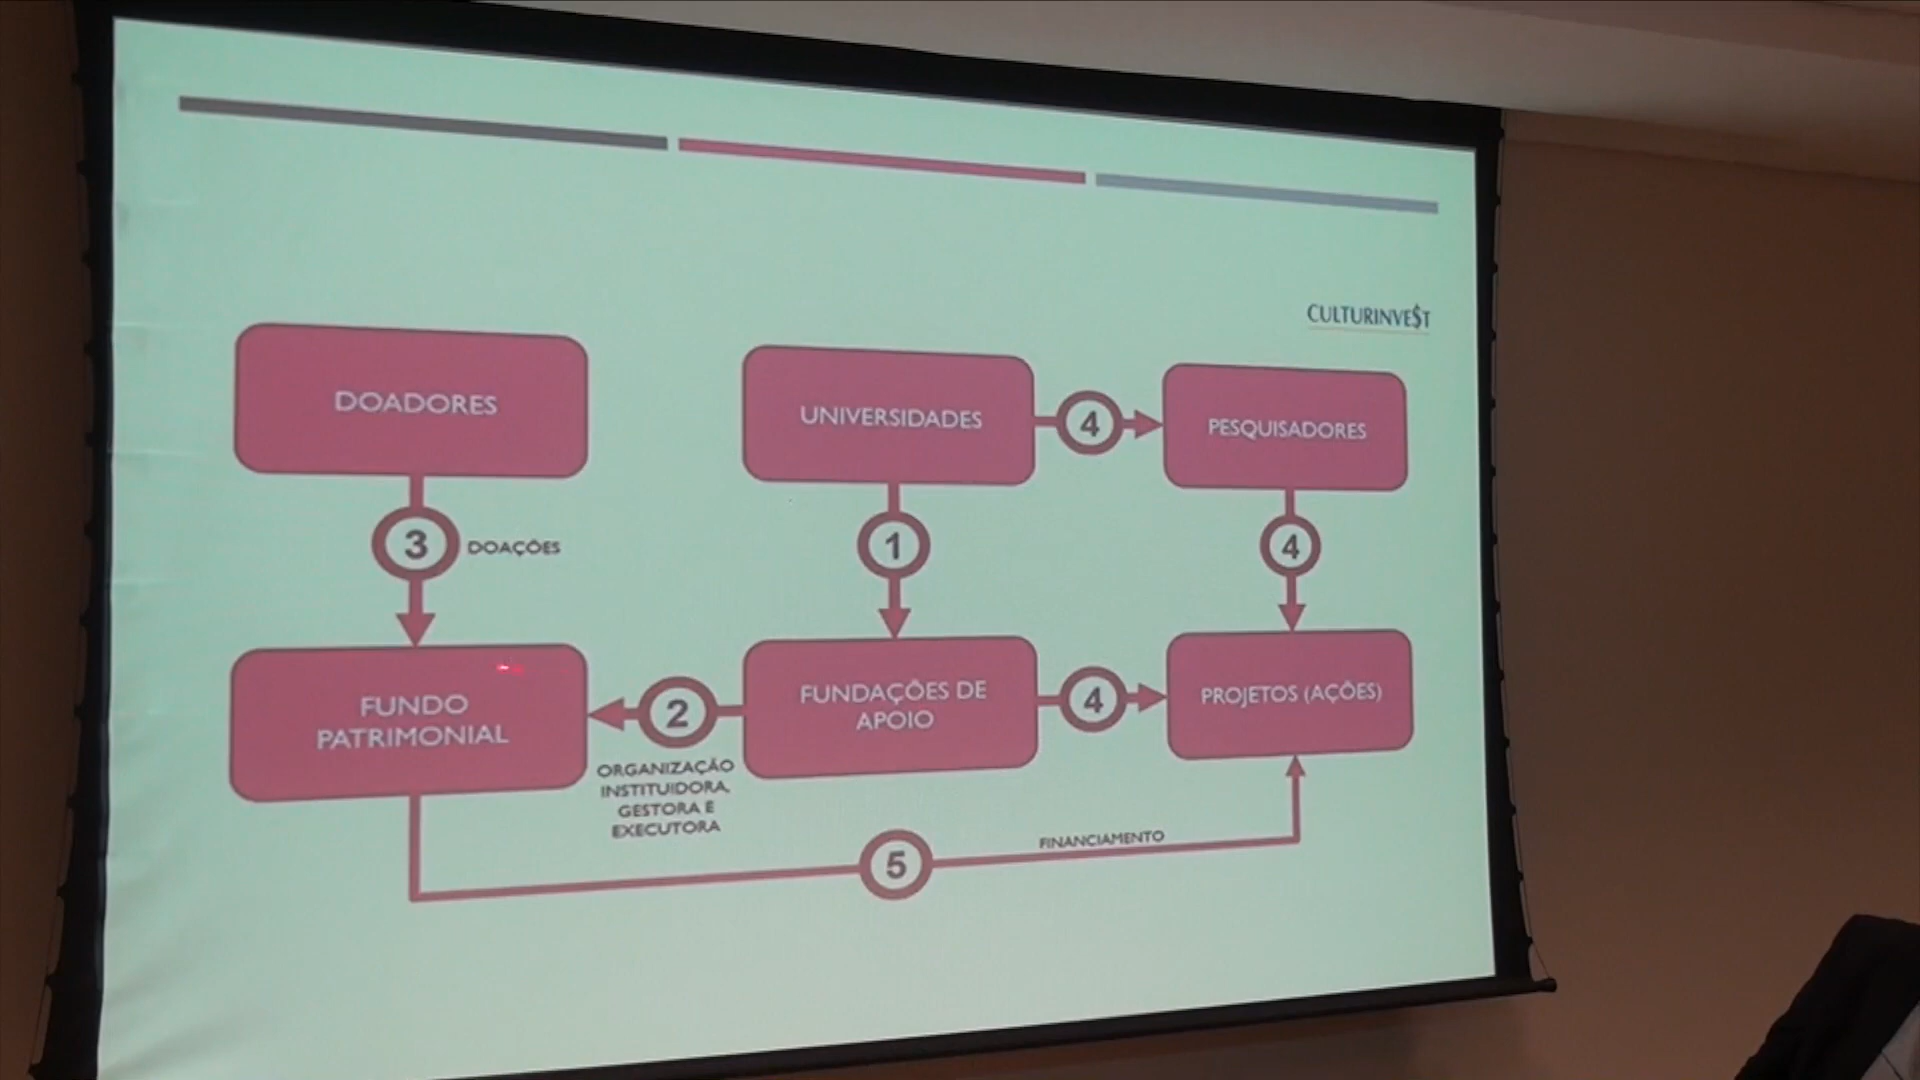 CULTURINVE$T
DOADORES
UNIVERSIDADES
4
PESQUISADORES
3
DOAÇÕES
1
4
FUNDO
PATRIMONIAL
2
ORGANIZAÇÃO
INSTITUIDORA,
GESTORA E
EXECUTORA
FUNDAÇÕES DE
APOIO
4
PROJETOS (AÇÕES)
5
FINANCIAMENTO